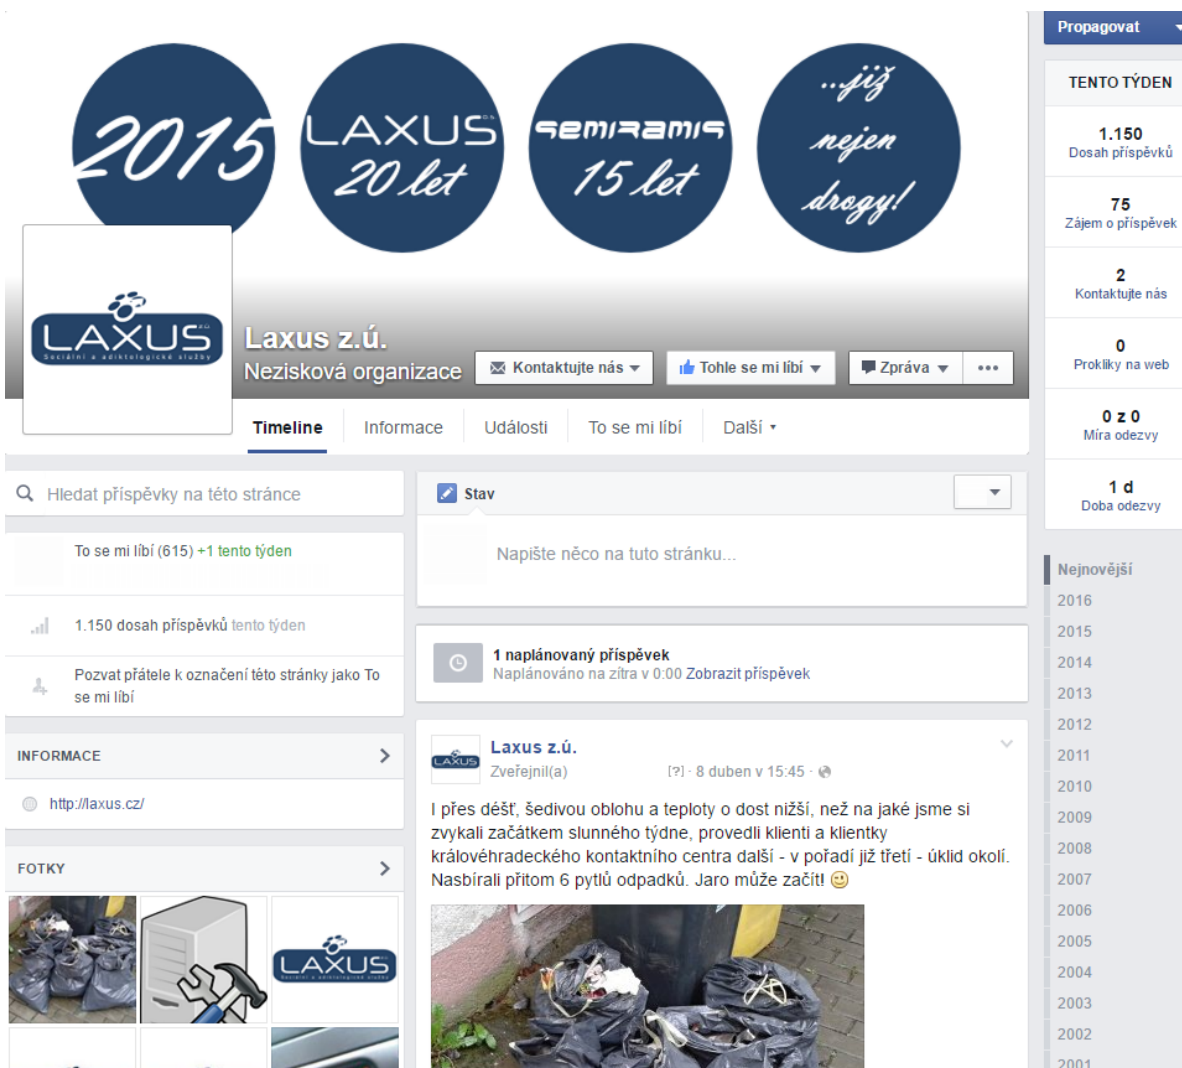 2015
LAXUS o.s.
20 let
semiramis
15 let
...již
nejen
drogy!
LAXUS z.ú.
Sociální a adiktologické služby
Laxus z.ú.
Nezisková organizace
Kontaktujte nás
Tohle se mi líbí
Zpráva
Timeline
Informace
Události
To se mi líbí
Další
Propagovat
TENTO TÝDEN
1.150
Dosah příspěvků
75
Zájem o příspěvek
2
Kontaktujte nás
0
Prokliky na web
0 z 0
Míra odezvy
1 d
Doba odezvy
Nejnovější
2016
2015
2014
2013
2012
2011
2010
2009
2008
2007
2006
2005
2004
2003
2002
2001
Hledat příspěvky na této stránce
To se mi líbí (615) +1 tento týden
1.150 dosah příspěvků tento týden
Pozvat přátele k označení této stránky jako To
se mi líbí
INFORMACE
http://laxus.cz/
FOTKY
LAXUS
Sociální a adiktologické služby
Stav
Napište něco na tuto stránku...
1 naplánovaný příspěvek
Naplánováno na zítra v 0:00 Zobrazit příspěvek
LAXUS
Laxus z.ú.
Zveřejnil(a) [?] · 8 duben v 15:45 ·
I přes déšť, šedivou oblohu a teploty o dost nižší, než na jaké jsme si
zvykali začátkem slunného týdne, provedli klienti a klientky
královéhradeckého kontaktního centra další - v pořadí již třetí - úklid okolí.
Nasbírali přitom 6 pytlů odpadků. Jaro může začít!